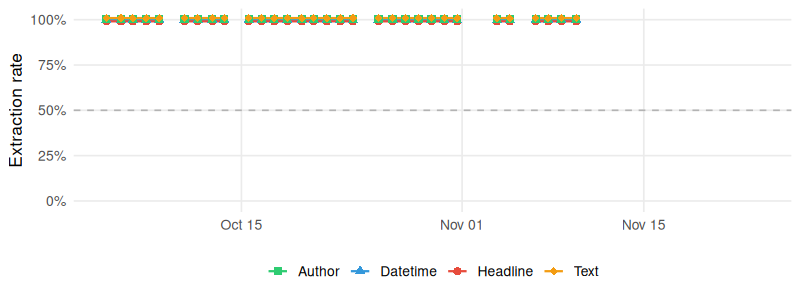 Extraction rate
100%
75%
50%
25%
0%
Oct 15 Nov 01 Nov 15
Author Datetime Headline Text